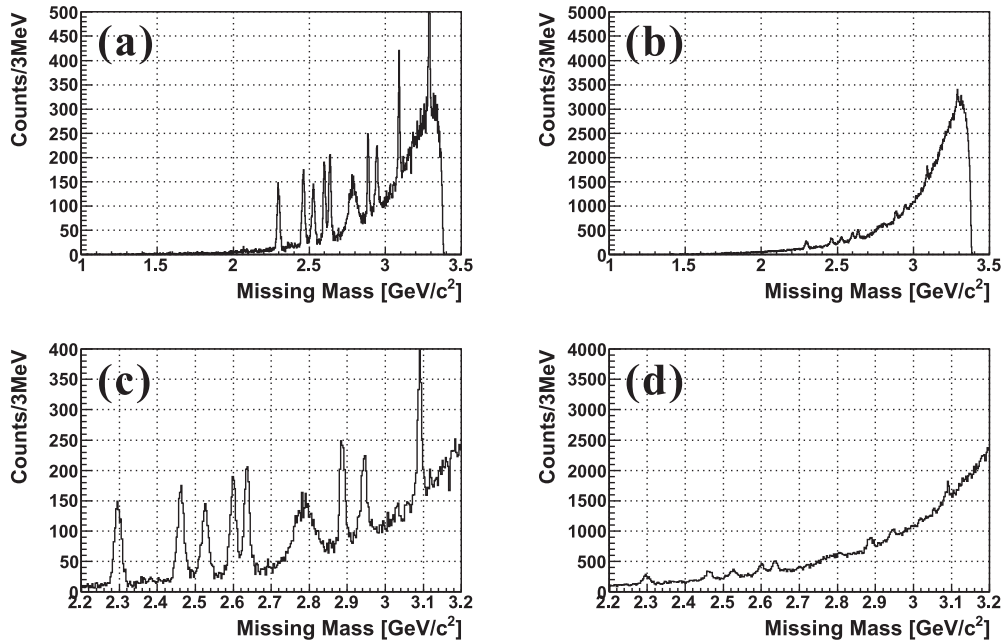 (a)
Counts/3MeV
500
450
400
350
300
250
200
150
100
50
0
1 1.5 2 2.5 3 3.5
Missing Mass [GeV/c²]
(b)
Counts/3MeV
5000
4500
4000
3500
3000
2500
2000
1500
1000
500
0
1 1.5 2 2.5 3 3.5
Missing Mass [GeV/c²]
(c)
Counts/3MeV
400
350
300
250
200
150
100
50
0
2.2 2.3 2.4 2.5 2.6 2.7 2.8 2.9 3 3.1 3.2
Missing Mass [GeV/c²]
(d)
Counts/3MeV
4000
3500
3000
2500
2000
1500
1000
500
0
2.2 2.3 2.4 2.5 2.6 2.7 2.8 2.9 3 3.1 3.2
Missing Mass [GeV/c²]